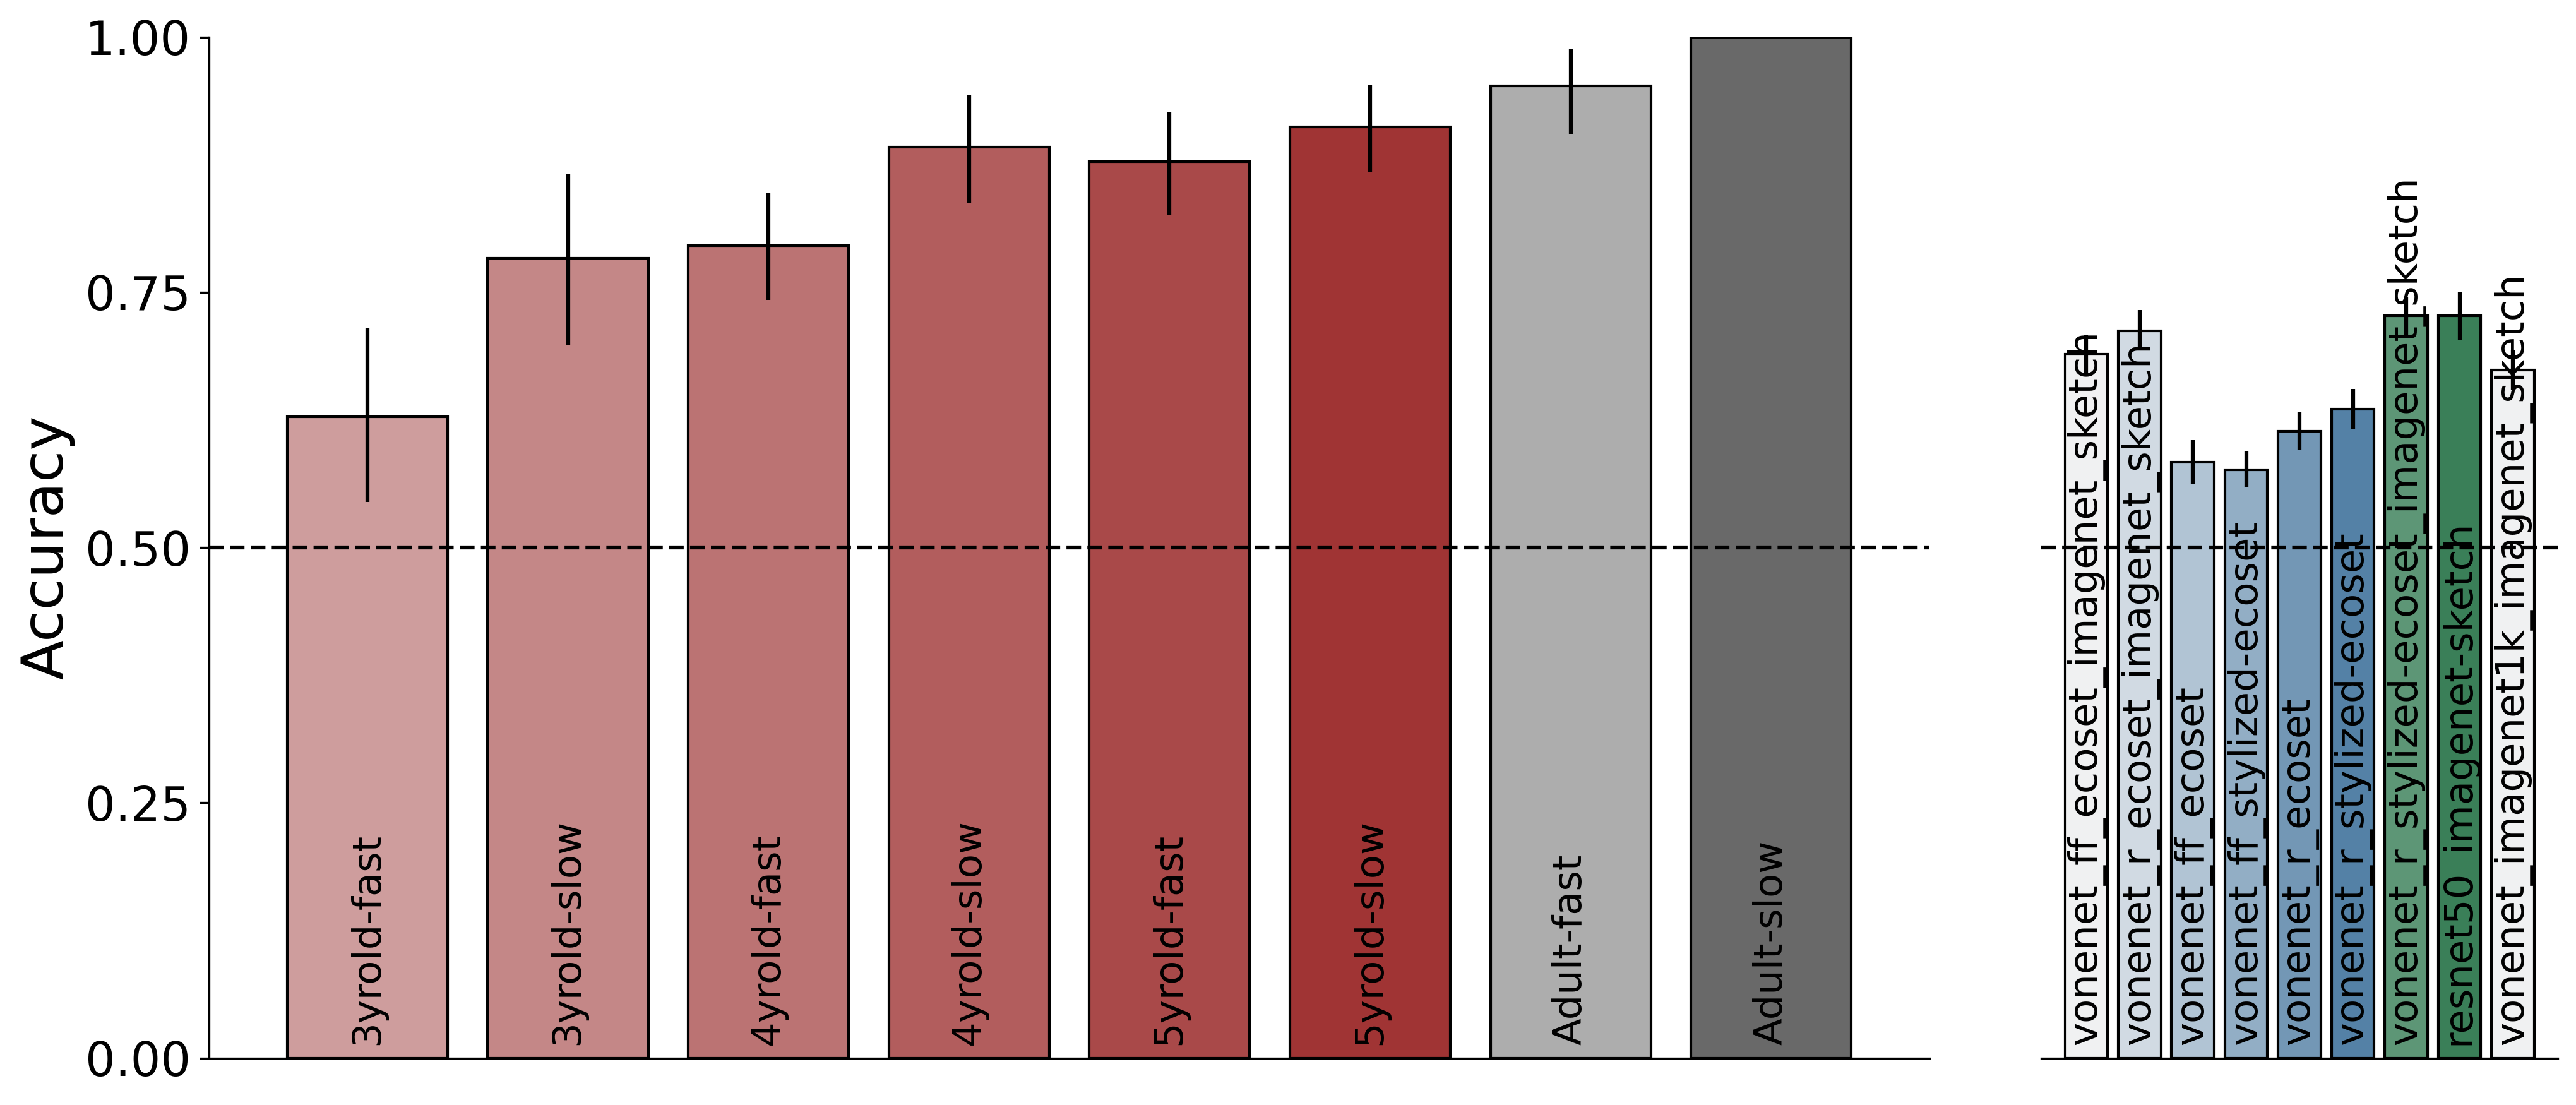 1.00
0.75
0.50
0.25
0.00
Accuracy
3yrold-fast
3yrold-slow
4yrold-fast
4yrold-slow
5yrold-fast
5yrold-slow
Adult-fast
Adult-slow
vonenet_ff_ecoset_imagenet_sketch
vonenet_r_ecoset_imagenet_sketch
vonenet_ff_ecoset
vonenet_ff_stylized-ecoset
vonenet_r_ecoset
vonenet_r_stylized-ecoset
vonenet_r_stylized-ecoset_imagenet_sketch
resnet50_imagenet-sketch
vonenet_imagenet1k_imagenet_sketch